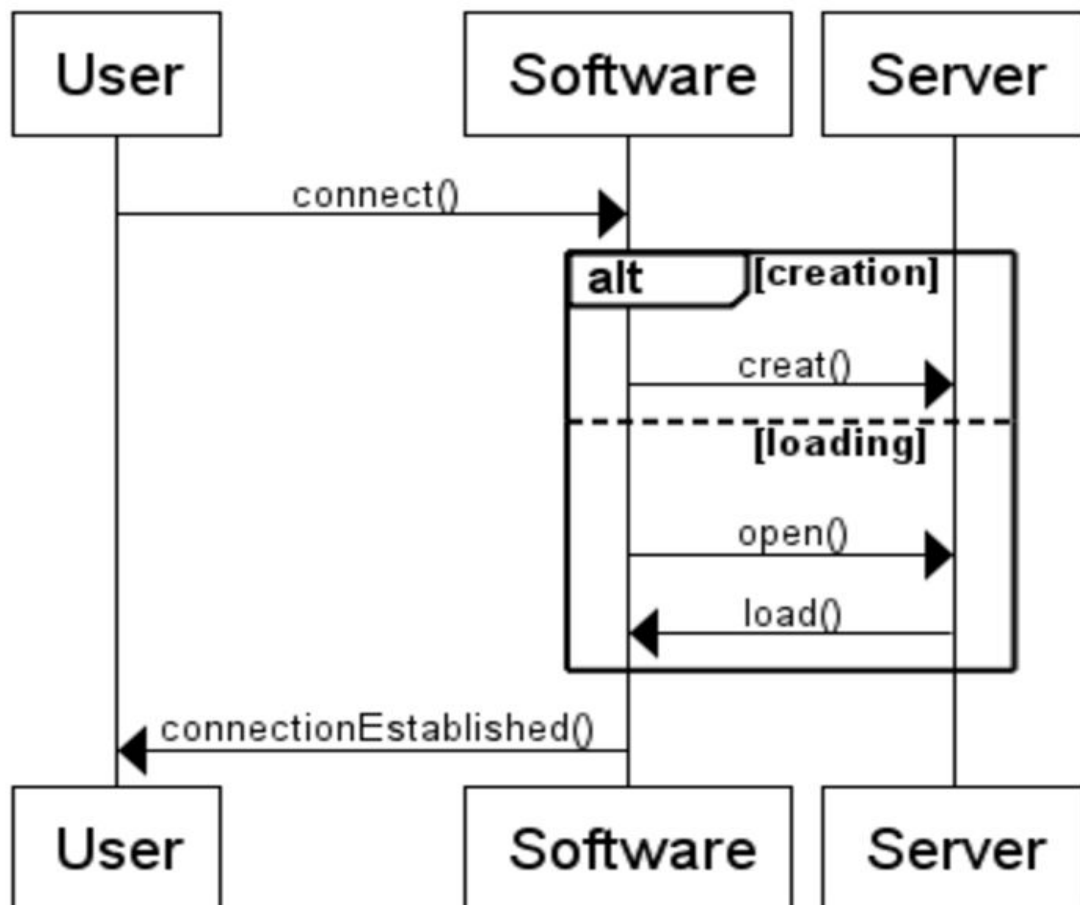 User Software Server
connect()
alt [creation]
creat()
[loading]
open()
load()
connectionEstablished()
User Software Server